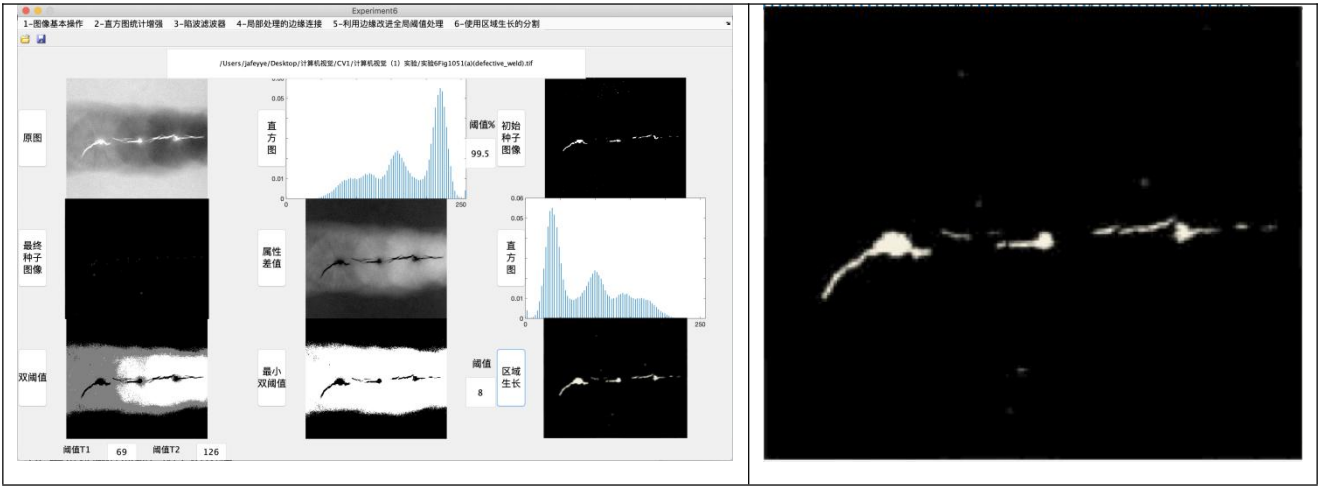 Experiment6
1-图像基本操作 2-直方图统计增强 3-陷波滤波器 4-局部处理的边缘连接 5-利用边缘改进全局阈值处理 6-使用区域生长的分割
/Users/jafeyye/Desktop/计算机视觉/CV1/计算机视觉（1）实验/实验6Fig1051(a)(defective_weld).tif
原图
直方图
0.05
0.01
0
0
250
阈值%
99.5
初始种子图像
最终种子图像
属性差值
直方图
0.08
0.05
0.01
0
0
250
双阈值
最小双阈值
阈值
8
区域生长
阈值T1
69
阈值T2
126